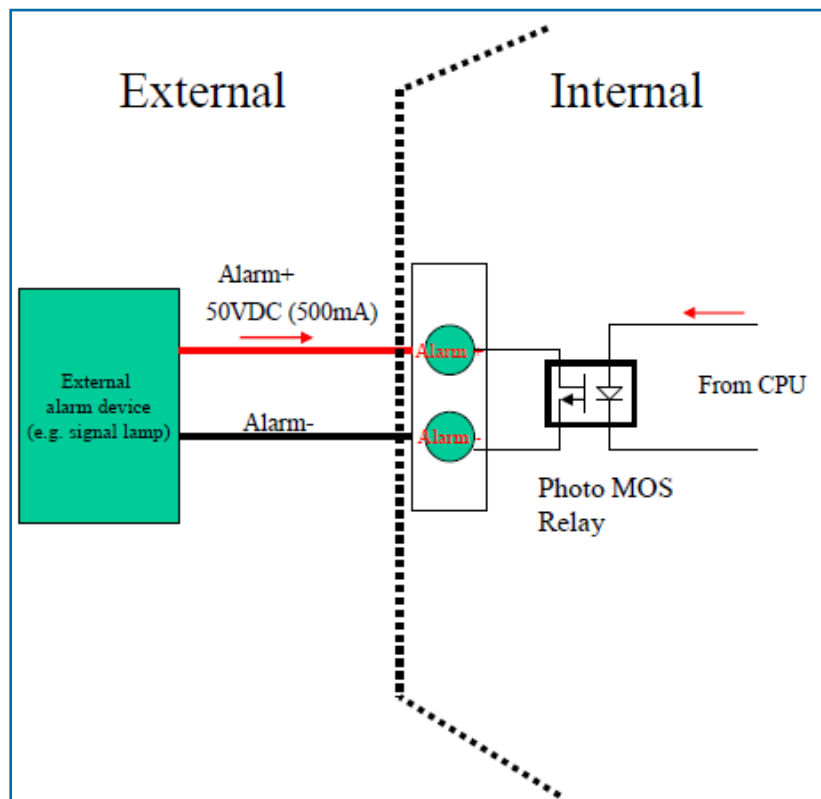 External
Internal
Alarm+
50VDC (500mA)
Alarm +
External
alarm device
(e.g. signal lamp)
From CPU
Alarm-
Alarm -
Photo MOS
Relay